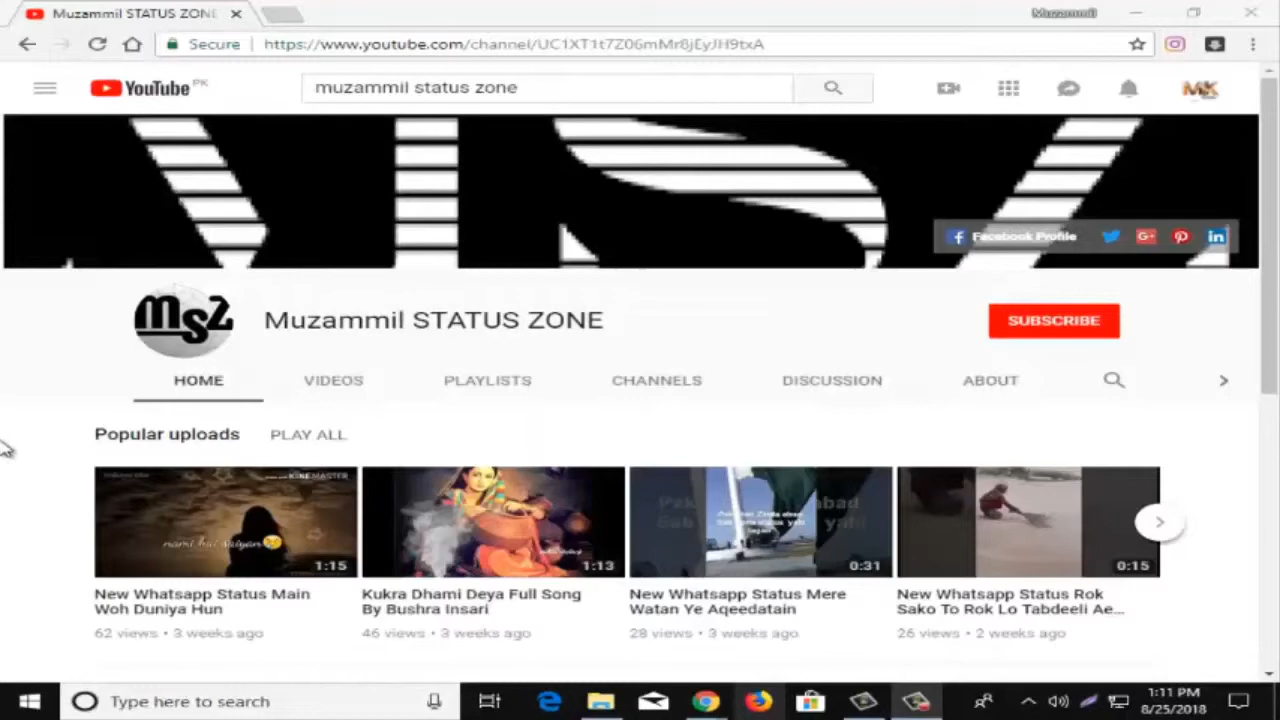 Muzammil STATUS ZONE
Muzammil
Secure
https://www.youtube.com/channel/UC1XT1t7Z06mMr8jEyJH9txA
YouTube PK
muzammil status zone
MK
Facebook Profile
msz
Muzammil STATUS ZONE
SUBSCRIBE
HOME
VIDEOS
PLAYLISTS
CHANNELS
DISCUSSION
ABOUT
Popular uploads
PLAY ALL
KINEMASTER
nami hai saiyan
1:15
1:13
0:31
0:15
New Whatsapp Status Main
Woh Duniya Hun
62 views • 3 weeks ago
Kukra Dhami Deya Full Song
By Bushra Insari
46 views • 3 weeks ago
New Whatsapp Status Mere
Watan Ye Aqeedatain
28 views • 3 weeks ago
New Whatsapp Status Rok
Sako To Rok Lo Tabdeeli Ae...
26 views • 2 weeks ago
Type here to search
1:11 PM
8/25/2018